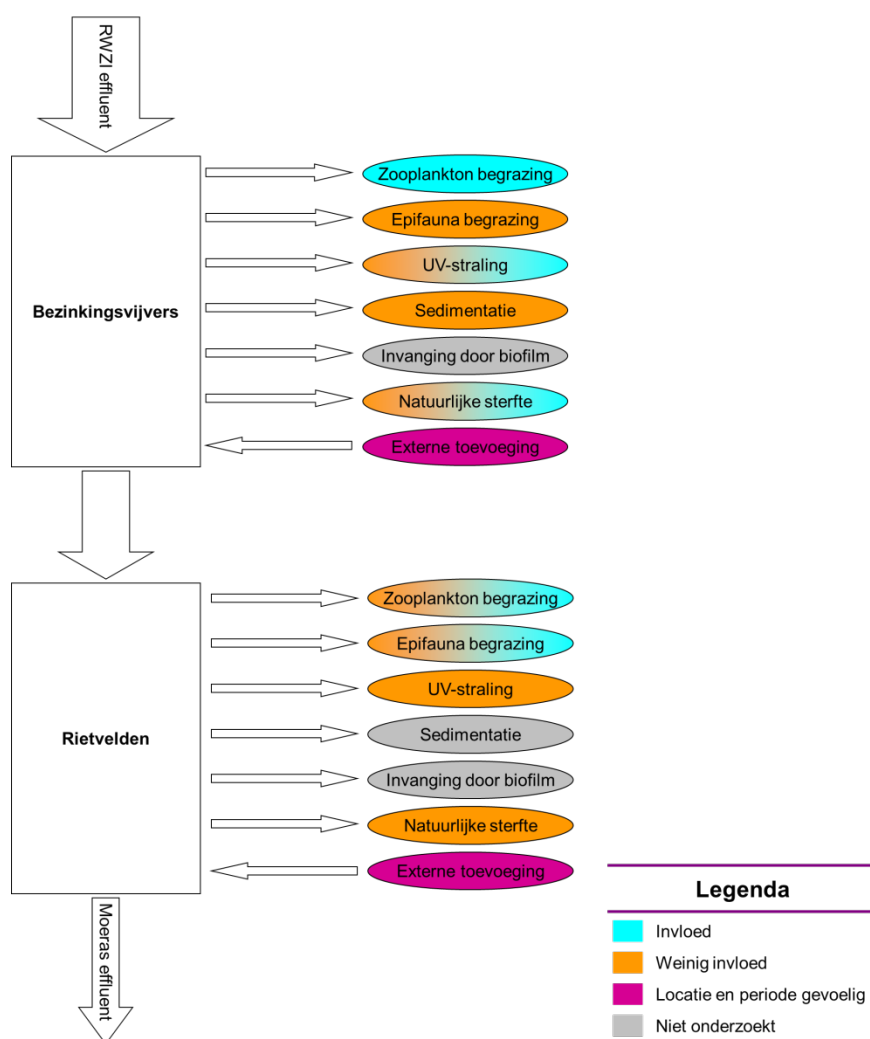 RWZI effluent
Zooplankton begrazing
Epifauna begrazing
UV-straling
Bezinkingsvijvers
Sedimentatie
Invanging door biofilm
Natuurlijke sterfte
Externe toevoeging
Zooplankton begrazing
Epifauna begrazing
UV-straling
Rietvelden
Sedimentatie
Invanging door biofilm
Natuurlijke sterfte
Externe toevoeging
Moeras effluent
Legenda
Invloed
Weinig invloed
Locatie en periode gevoelig
Niet onderzoekt